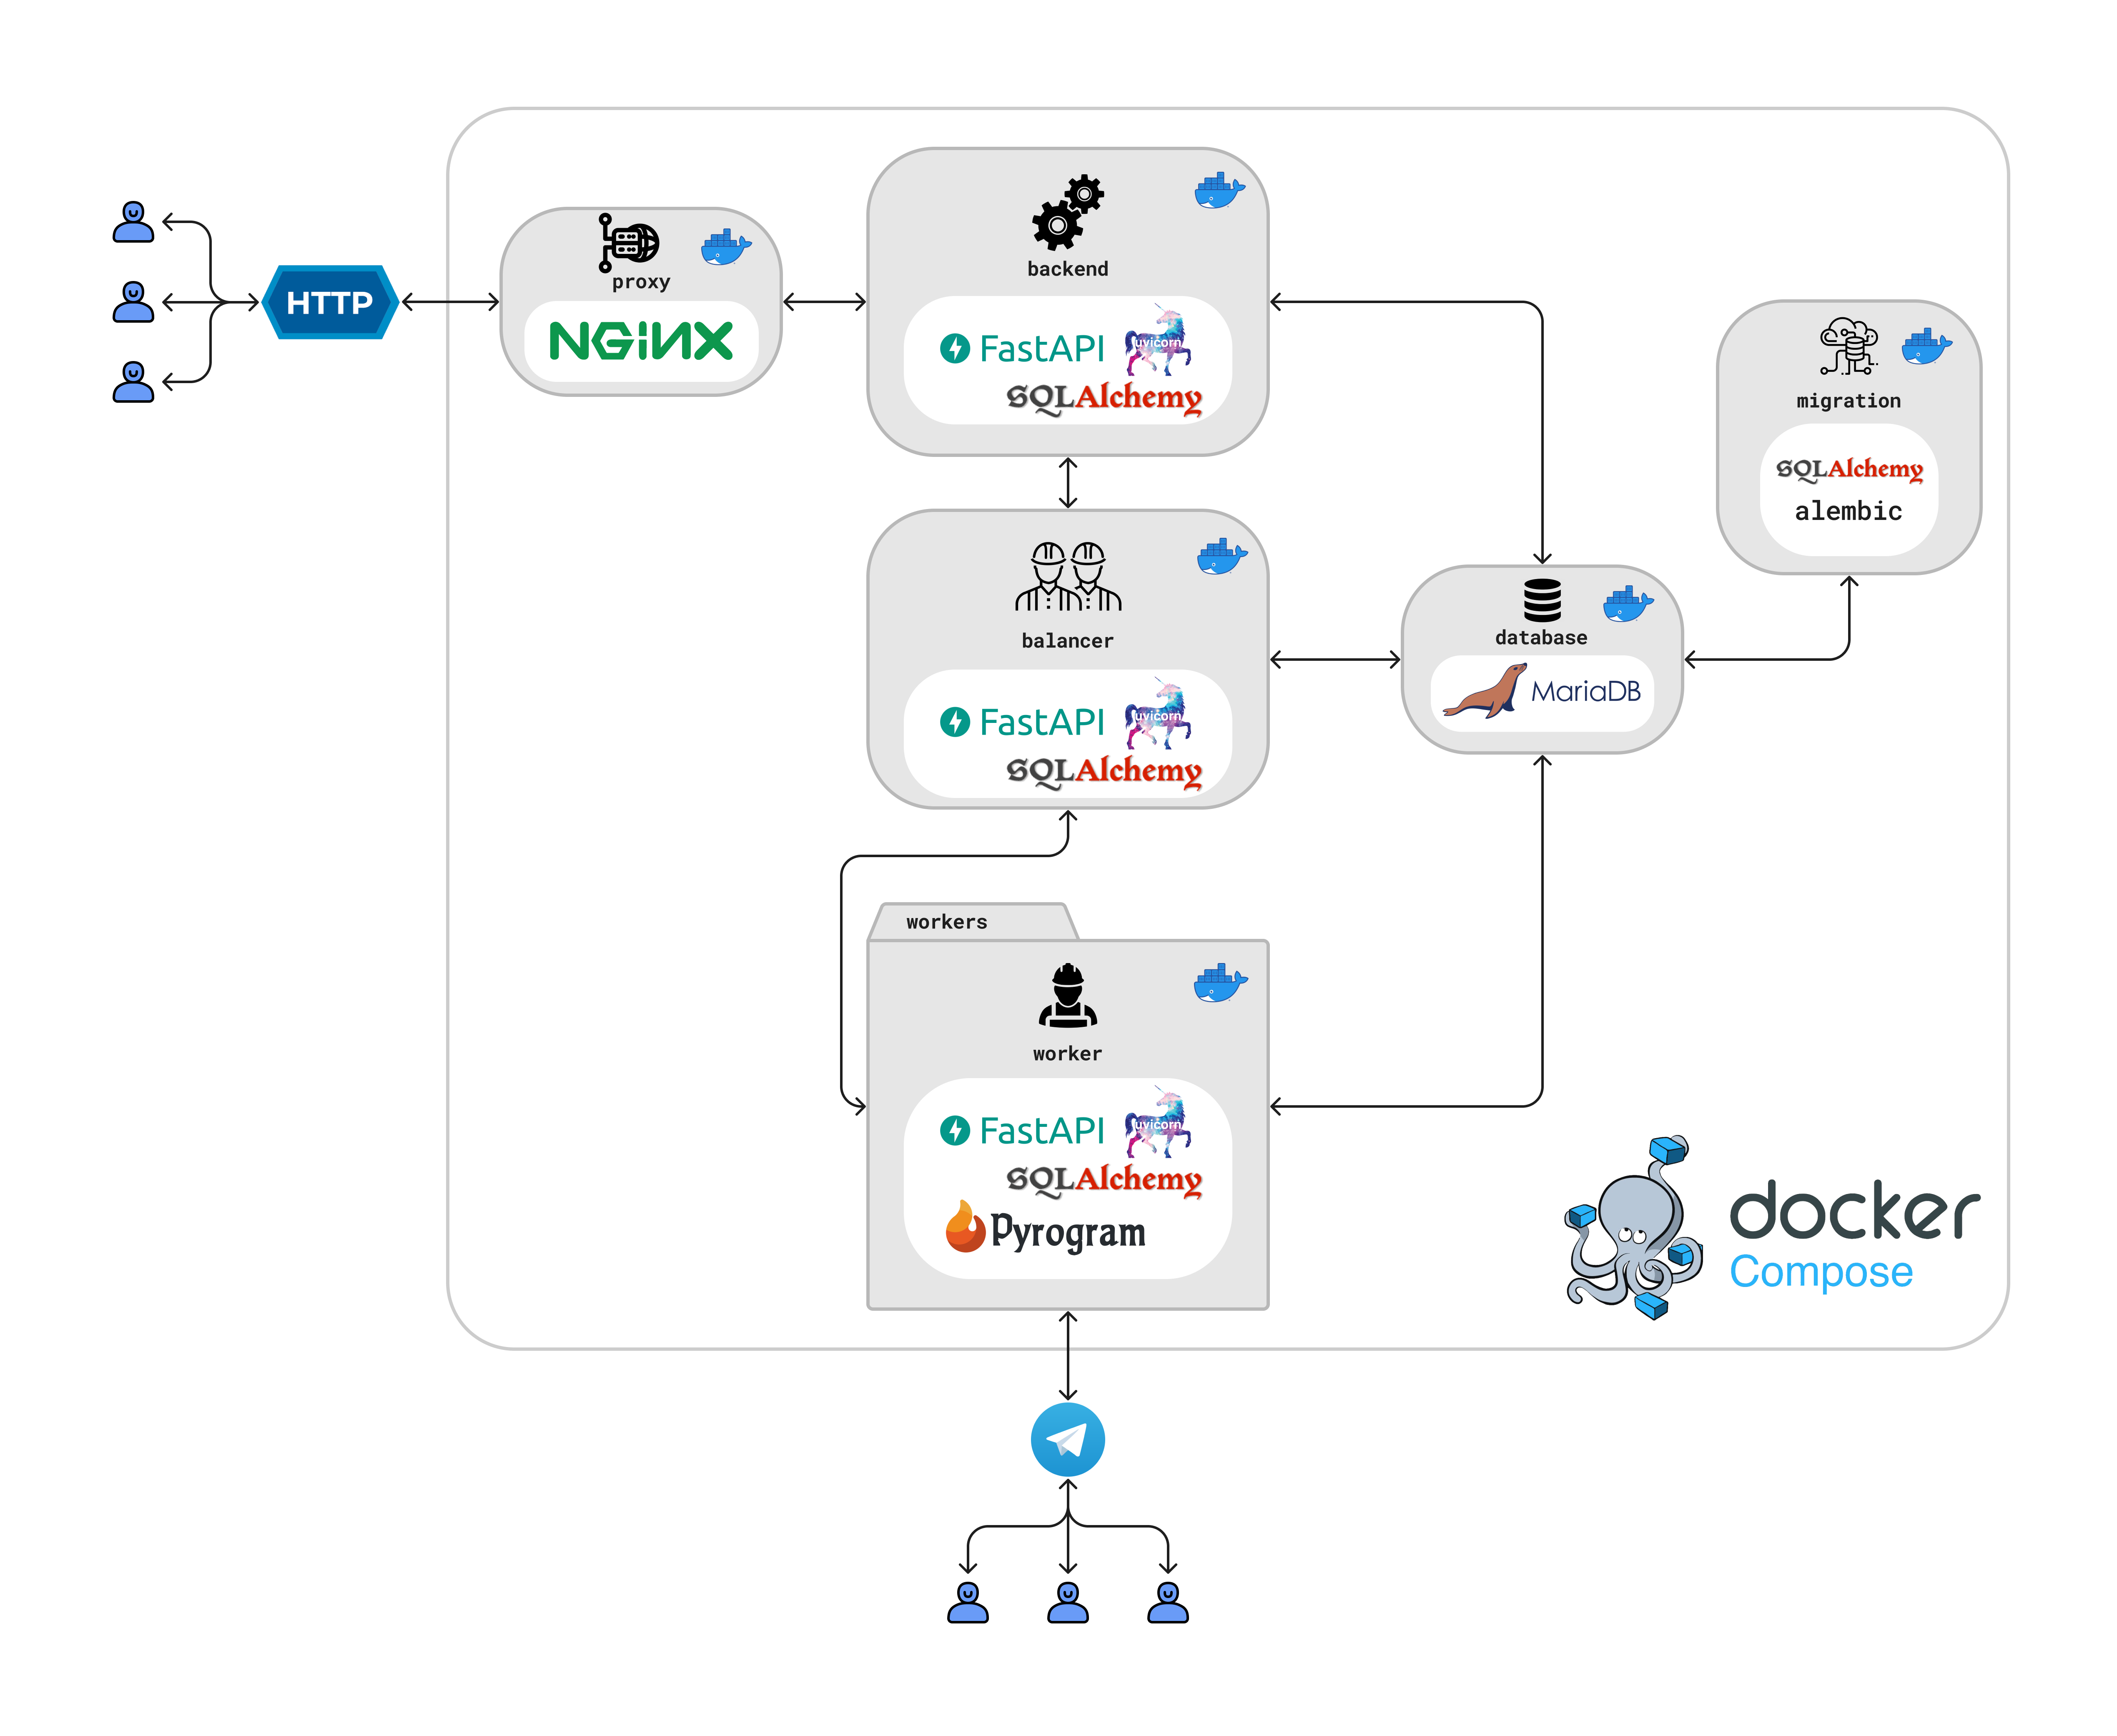 HTTP
proxy
NGINX
backend
FastAPI
uvicorn
SQLAlchemy
migration
SQLAlchemy
alembic
balancer
FastAPI
uvicorn
SQLAlchemy
database
MariaDB
workers
worker
FastAPI
uvicorn
SQLAlchemy
Pyrogram
docker
Compose